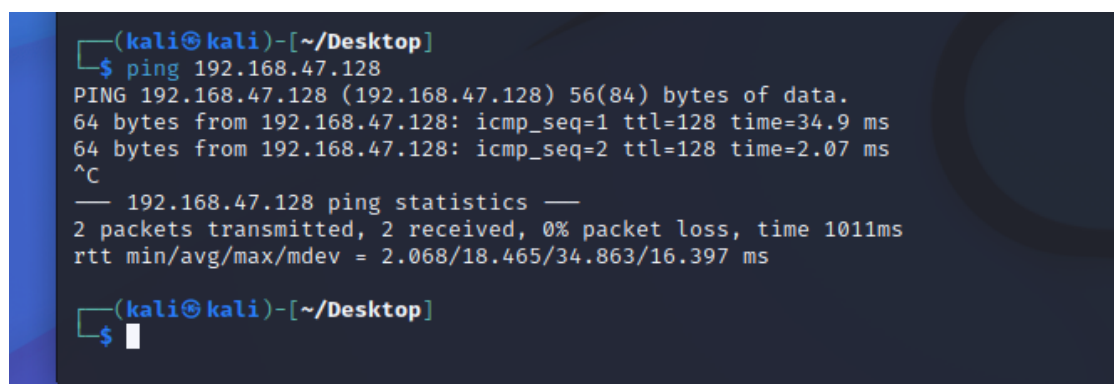 ┌──(kali㉿kali)-[~/Desktop]
└─$ ping 192.168.47.128
PING 192.168.47.128 (192.168.47.128) 56(84) bytes of data.
64 bytes from 192.168.47.128: icmp_seq=1 ttl=128 time=34.9 ms
64 bytes from 192.168.47.128: icmp_seq=2 ttl=128 time=2.07 ms
^C
--- 192.168.47.128 ping statistics ---
2 packets transmitted, 2 received, 0% packet loss, time 1011ms
rtt min/avg/max/mdev = 2.068/18.465/34.863/16.397 ms
┌──(kali㉿kali)-[~/Desktop]
└─$